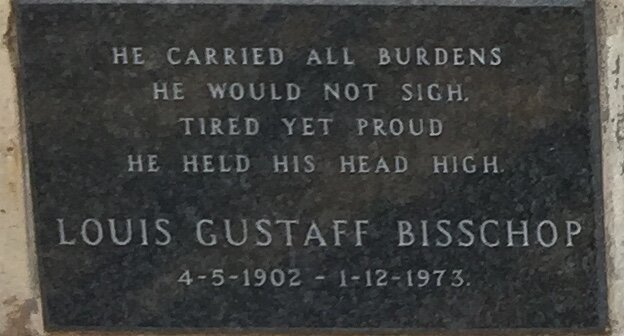 HE CARRIED ALL BURDENS
HE WOULD NOT SIGH.
TIRED YET PROUD
HE HELD HIS HEAD HIGH.
LOUIS GUSTAFF BISSCHOP
4-5-1902 - 1-12-1973.